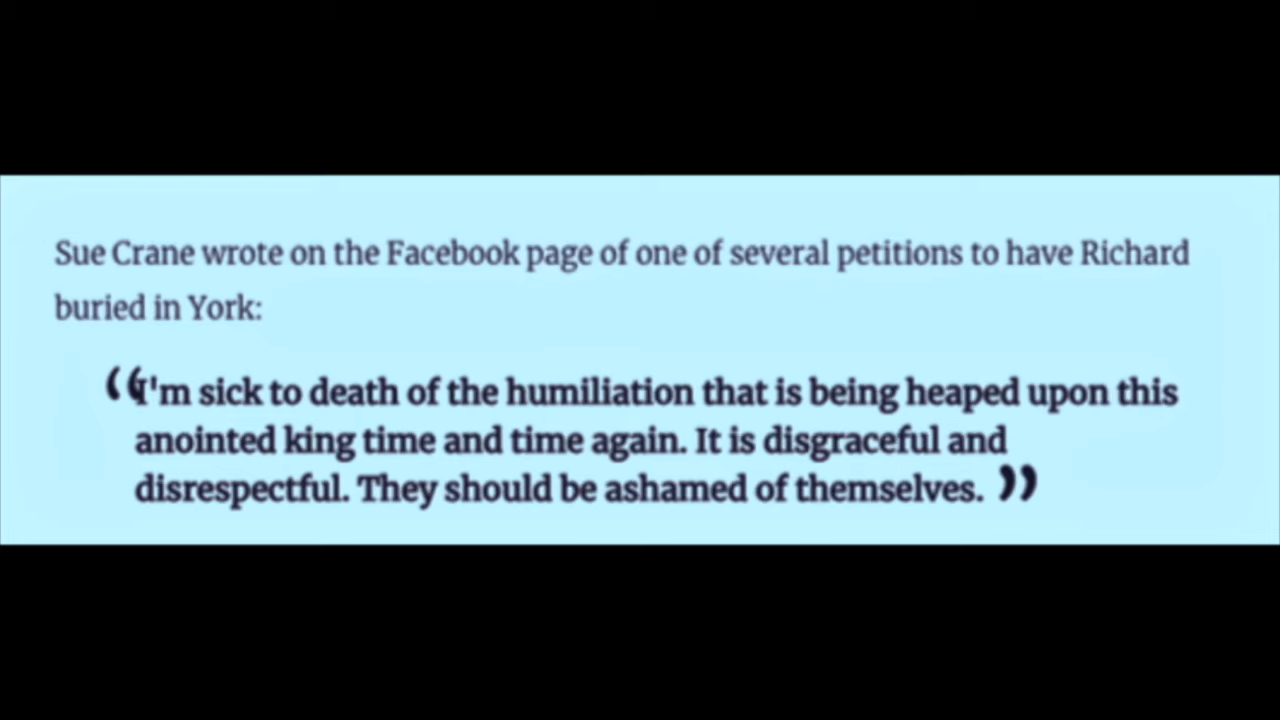 Sue Crane wrote on the Facebook page of one of several petitions to have Richard
buried in York:
“I'm sick to death of the humiliation that is being heaped upon this
anointed king time and time again. It is disgraceful and
disrespectful. They should be ashamed of themselves. ”